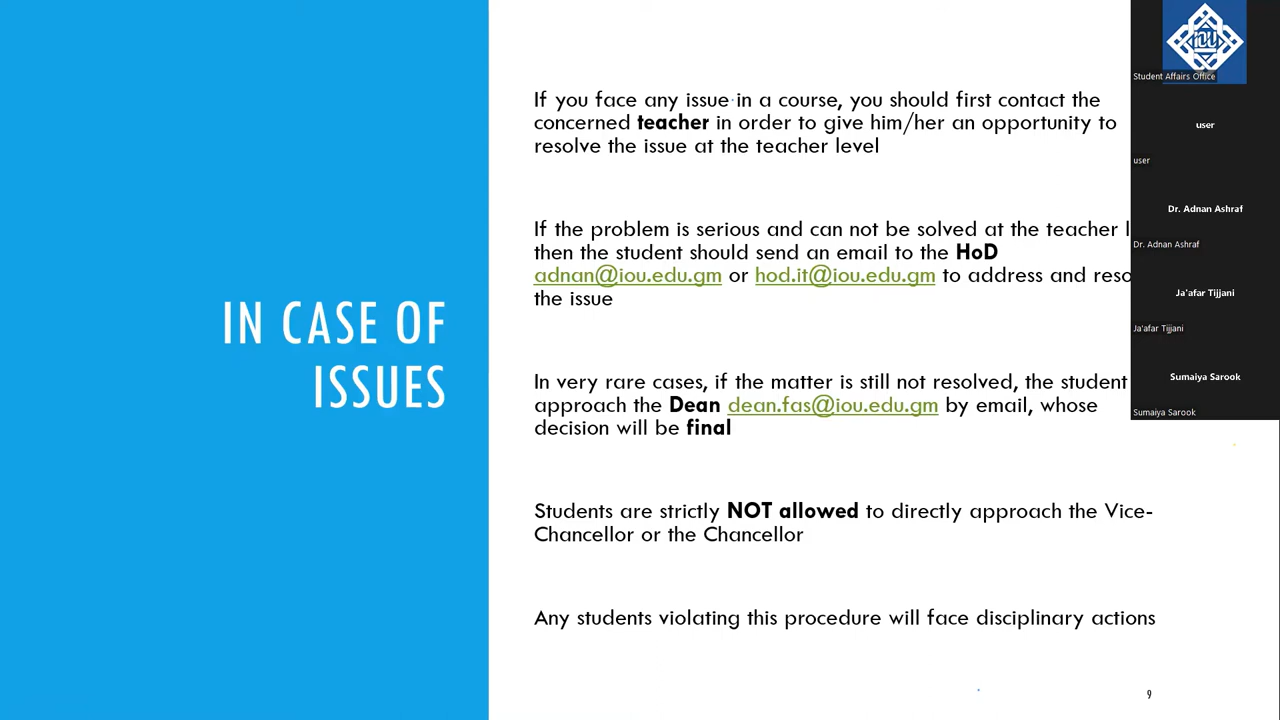 IN CASE OF
ISSUES
If you face any issue in a course, you should first contact the
concerned teacher in order to give him/her an opportunity to
resolve the issue at the teacher level
If the problem is serious and can not be solved at the teacher l
then the student should send an email to the HoD
adnan@iou.edu.gm or hod.it@iou.edu.gm to address and reso
the issue
In very rare cases, if the matter is still not resolved, the student
approach the Dean dean.fas@iou.edu.gm by email, whose
decision will be final
Students are strictly NOT allowed to directly approach the Vice-
Chancellor or the Chancellor
Any students violating this procedure will face disciplinary actions
9
iou
Student Affairs Office
user
user
Dr. Adnan Ashraf
Dr. Adnan Ashraf
Ja'afar Tijjani
Ja'afar Tijjani
Sumaiya Sarook
Sumaiya Sarook